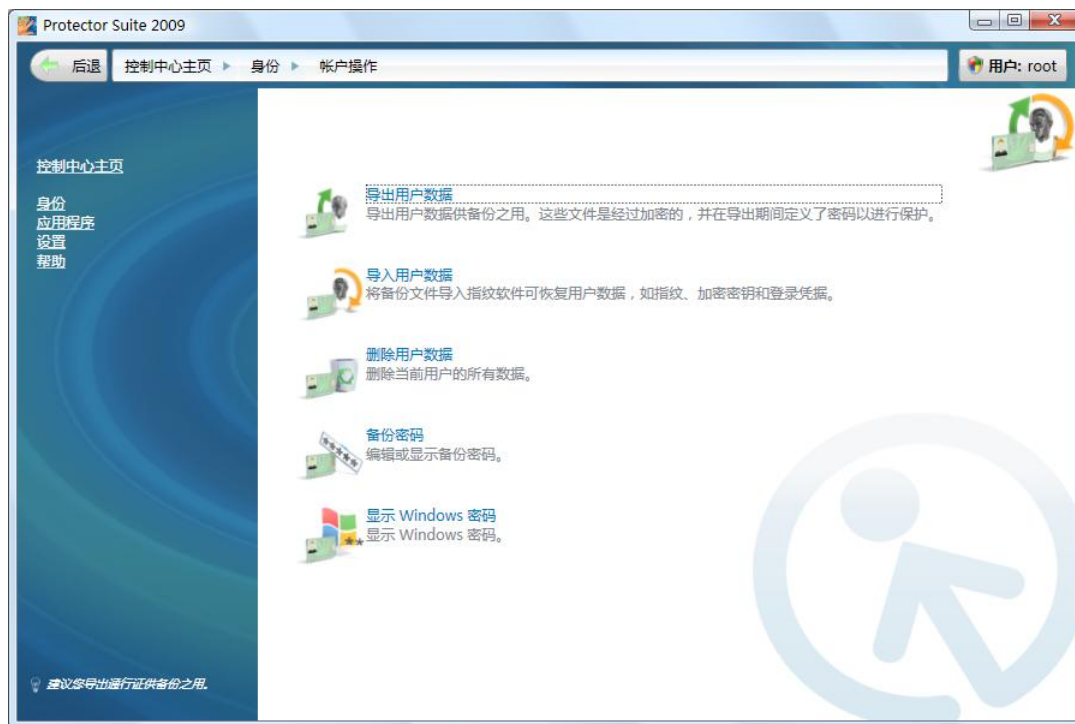 Protector Suite 2009
后退
控制中心主页
身份
帐户操作
用户: root
控制中心主页
身份
应用程序
设置
帮助
导出用户数据
导出用户数据供备份之用。这些文件是经过加密的，并在导出期间定义了密码以进行保护。
导入用户数据
将备份文件导入指纹软件可恢复用户数据，如指纹、加密密钥和登录凭据。
删除用户数据
删除当前用户的所有数据。
备份密码
编辑或显示备份密码。
显示 Windows 密码
显示 Windows 密码。
建议您导出通行证供备份之用。